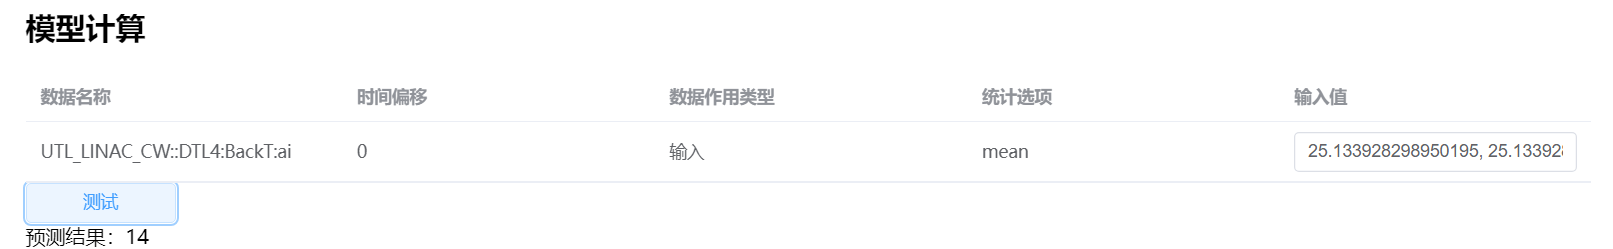 模型计算
数据名称 时间偏移 数据作用类型 统计选项 输入值
UTL_LINAC_CW::DTL4:BackT:ai 0 输入 mean 25.133928298950195, 25.133928
测试
预测结果：14